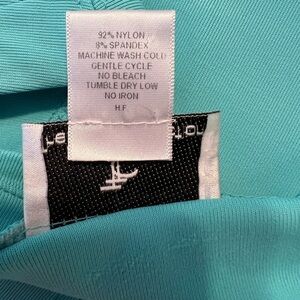 92% NYLON
8% SPANDEX
MACHINE WASH COLD
GENTLE CYCLE
NO BLEACH
TUMBLE DRY LOW
NO IRON
H.F